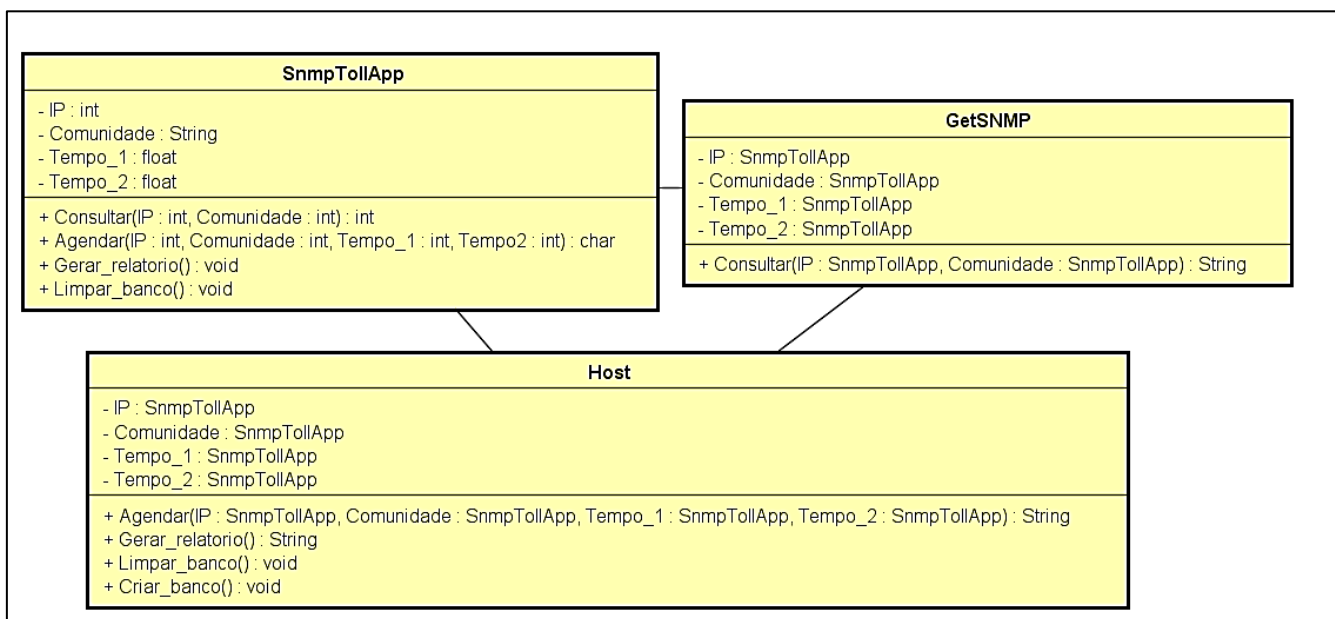 SnmpTollApp
- IP : int
- Comunidade : String
- Tempo_1 : float
- Tempo_2 : float
+ Consultar(IP : int, Comunidade : int) : int
+ Agendar(IP : int, Comunidade : int, Tempo_1 : int, Tempo2 : int) : char
+ Gerar_relatorio() : void
+ Limpar_banco() : void
GetSNMP
- IP : SnmpTollApp
- Comunidade : SnmpTollApp
- Tempo_1 : SnmpTollApp
- Tempo_2 : SnmpTollApp
+ Consultar(IP : SnmpTollApp, Comunidade : SnmpTollApp) : String
Host
- IP : SnmpTollApp
- Comunidade : SnmpTollApp
- Tempo_1 : SnmpTollApp
- Tempo_2 : SnmpTollApp
+ Agendar(IP : SnmpTollApp, Comunidade : SnmpTollApp, Tempo_1 : SnmpTollApp, Tempo_2 : SnmpTollApp) : String
+ Gerar_relatorio() : String
+ Limpar_banco() : void
+ Criar_banco() : void